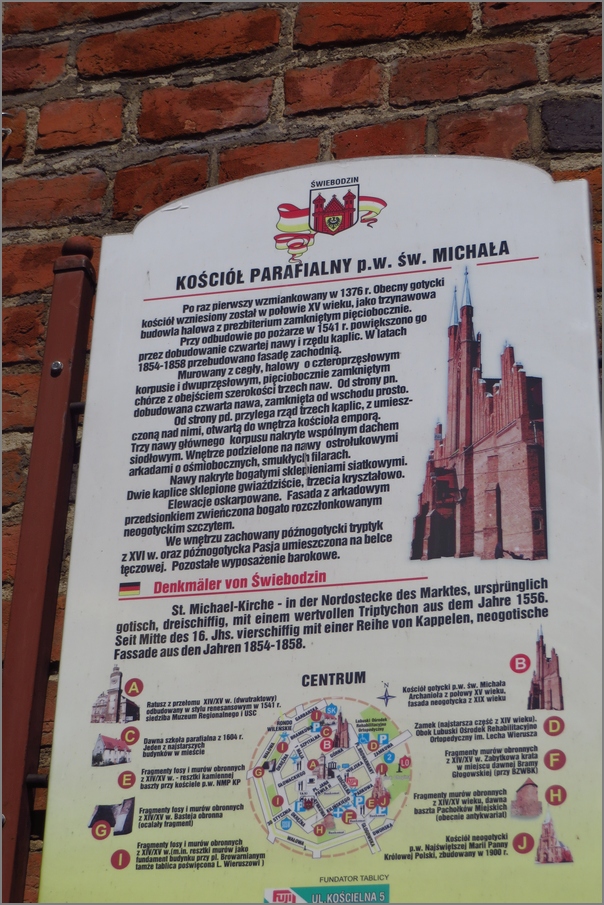 ŚWIEBODZIN
KOŚCIÓŁ PARAFIALNY p.w. św. MICHAŁA
Po raz pierwszy wzmiankowany w 1376 r. Obecny gotycki
kościół wzniesiony został w połowie XV wieku, jako trzynawowa
budowla halowa z prezbiterium zamkniętym pięciobocznie.
Przy odbudowie po pożarze w 1541 r. powiększono go
przez dobudowanie czwartej nawy i rzędu kaplic. W latach
1854-1858 przebudowano fasadę zachodnią.
Murowany z cegły, halowy o czteroprzęsłowym
korpusie i dwuprzęsłowym, pięciobocznie zamkniętym
chórze z obejściem szerokości trzech naw. Od strony pn.
dobudowana czwarta nawa, zamknięta od wschodu prosto.
Od strony pd. przylega rząd trzech kaplic, z umiesz-
czoną nad nimi, otwartą do wnętrza kościoła emporą.
Trzy nawy głównego korpusu nakryte wspólnym dachem
siodłowym. Wnętrze podzielone na nawy ostrołukowymi
arkadami o ośmiobocznych, smukłych filarach.
Nawy nakryte bogatymi sklepieniami siatkowymi.
Dwie kaplice sklepione gwiaździście, trzecia kryształowo.
Elewacje oskarpowane. Fasada z arkadowym
przedsionkiem zwieńczona bogato rozczłonkowanym
neogotyckim szczytem.
We wnętrzu zachowany późnogotycki tryptyk
z XVI w. oraz późnogotycka Pasja umieszczona na belce
tęczowej. Pozostałe wyposażenie barokowe.
Denkmäler von Świebodzin
St. Michael-Kirche - in der Nordostecke des Marktes, ursprünglich
gotisch, dreischiffig, mit einem wertvollen Triptychon aus dem Jahre 1556.
Seit Mitte des 16. Jhs. vierschiffig mit einer Reihe von Kappelen, neogotische
Fassade aus den Jahren 1854-1858.
CENTRUM
A
Ratusz z przełomu XIV/XV w. (dwutraktowy)
odbudowany w stylu renesansowym w 1541 r.
siedziba Muzeum Regionalnego i USC
C
Dawna szkoła parafialna z 1604 r.
Jeden z najstarszych
budynków w mieście
E
Fragmenty fosy i murów obronnych
z XIV/XV w. - resztki kamiennej
baszty przy kościele p.w. NMP KP
G
Fragmenty fosy i murów obronnych
z XIV/XV w. Basteja obronna
(ocalały fragment)
I
Fragmenty fosy i murów obronnych
z XIV/XV w.(m.in. resztki murów jako
fundament budynku przy pl. Browarnianym
tamże tablica poświęcona L. Wieruszowi )
B
Kościół gotycki p.w. św. Michała
Archanioła z połowy XV wieku,
fasada neogotycka z XIX wieku
D
Zamek (najstarsza część z XIV wieku).
Obok Lubuski Ośrodek Rehabilitacyjno
Ortopedyczny im. Lecha Wierusza
F
Fragmenty murów obronnych
z XIV/XV w. Zabytkowa krata
w miejscu dawnej Bramy
Głogowskiej (przy BZWBK)
H
Fragmenty murów obronnych
z XIV/XV wieku, dawna
baszta Pachołków Miejskich
(obecnie antykwariat)
J
Kościół neogotycki
p.w. Najświętszej Marii Panny
Królowej Polski, zbudowany w 1900 r.
FUNDATOR TABLICY
FUJI
UL. KOŚCIELNA 5